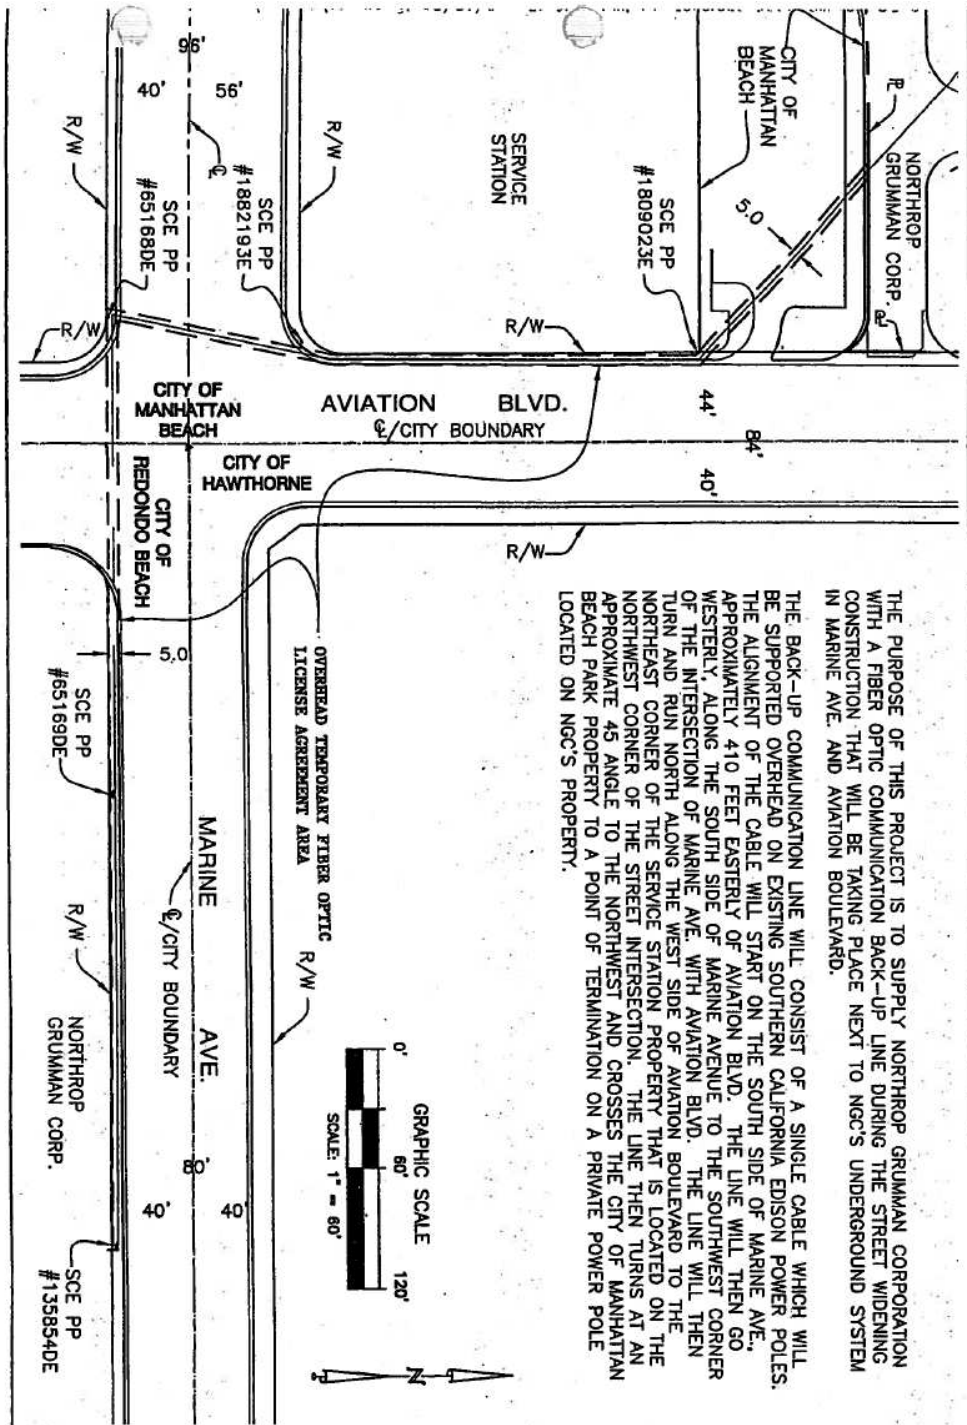 THE PURPOSE OF THIS PROJECT IS TO SUPPLY NORTHROP GRUMMAN CORPORATION
WITH A FIBER OPTIC COMMUNICATION BACK-UP LINE DURING THE STREET WIDENING
CONSTRUCTION THAT WILL BE TAKING PLACE NEXT TO NGC'S UNDERGROUND SYSTEM
IN MARINE AVE. AND AVIATION BOULEVARD.
THE BACK-UP COMMUNICATION LINE WILL CONSIST OF A SINGLE CABLE WHICH WILL
BE SUPPORTED OVERHEAD ON EXISTING SOUTHERN CALIFORNIA EDISON POWER POLES.
THE ALIGNMENT OF THE CABLE WILL START ON THE SOUTH SIDE OF MARINE AVE.,
APPROXIMATELY 410 FEET EASTERLY OF AVIATION BLVD. THE LINE WILL THEN GO
WESTERLY, ALONG THE SOUTH SIDE OF MARINE AVENUE TO THE SOUTHWEST CORNER
OF THE INTERSECTION OF MARINE AVE. WITH AVIATION BLVD. THE LINE WILL THEN
TURN AND RUN NORTH ALONG THE WEST SIDE OF AVIATION BOULEVARD TO THE
NORTHEAST CORNER OF THE SERVICE STATION PROPERTY THAT IS LOCATED ON THE
NORTHWEST CORNER OF THE STREET INTERSECTION. THE LINE THEN TURNS AT AN
APPROXIMATE 45 ANGLE TO THE NORTHWEST AND CROSSES THE CITY OF MANHATTAN
BEACH PARK PROPERTY TO A POINT OF TERMINATION ON A PRIVATE POWER POLE
LOCATED ON NGC'S PROPERTY.
CITY OF
MANHATTAN
BEACH
℄
NORTHROP
GRUMMAN CORP.
℄
5.0
SCE PP
#1809023E
SERVICE
STATION
R/W
R/W
SCE PP
#1882193E
96'
56'
40'
℄
R/W
SCE PP
#65168DE
R/W
44'
84'
40'
AVIATION BLVD.
℄/CITY BOUNDARY
CITY OF
MANHATTAN
BEACH
CITY OF
HAWTHORNE
CITY OF
REDONDO BEACH
R/W
OVERHEAD TEMPORARY FIBER OPTIC
LICENSE AGREEMENT AREA
5.0
SCE PP
#65169DE
R/W
MARINE AVE.
℄/CITY BOUNDARY
R/W
NORTHROP
GRUMMAN CORP.
80'
40'
40'
SCE PP
#135854DE
GRAPHIC SCALE
0' 60' 120'
SCALE: 1" = 60'
N